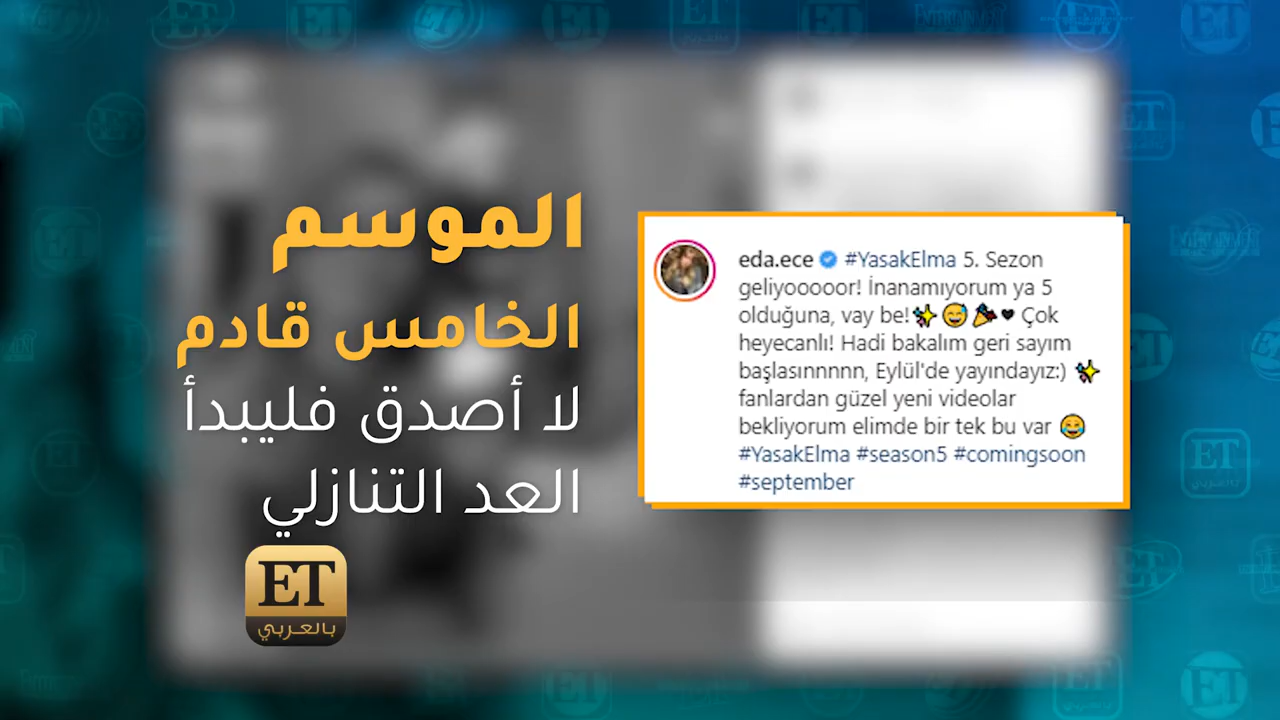 الموسم
الخامس قادم
لا أصدق فليبدأ
العد التنازلي
ET
بالعربي
eda.ece #YasakElma 5. Sezon
geliyooooor! İnanamıyorum ya 5
olduğuna, vay be!✨😅🎉🖤 Çok
heyecanlı! Hadi bakalım geri sayım
başlasınnnnn, Eylül'de yayındayız:) ✨
fanlardan güzel yeni videolar
bekliyorum elimde bir tek bu var 😂
#YasakElma #season5 #comingsoon
#september